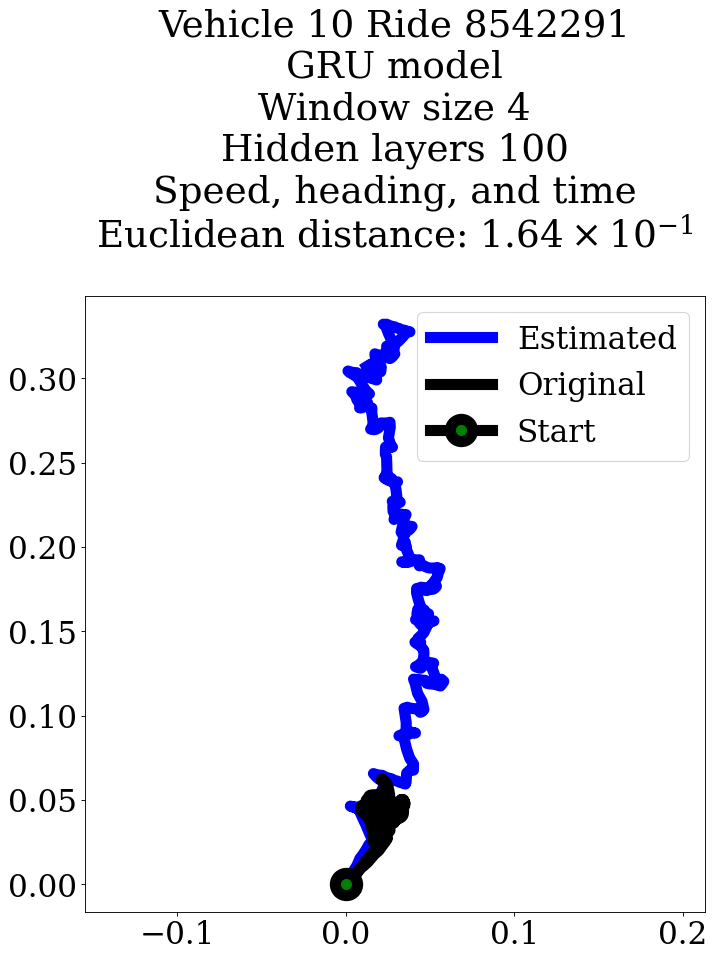 Vehicle 10 Ride 8542291
GRU model
Window size 4
Hidden layers 100
Speed, heading, and time
Euclidean distance: 1.64 × 10⁻¹
Estimated
Original
Start
0.30
0.25
0.20
0.15
0.10
0.05
0.00
−0.1
0.0
0.1
0.2